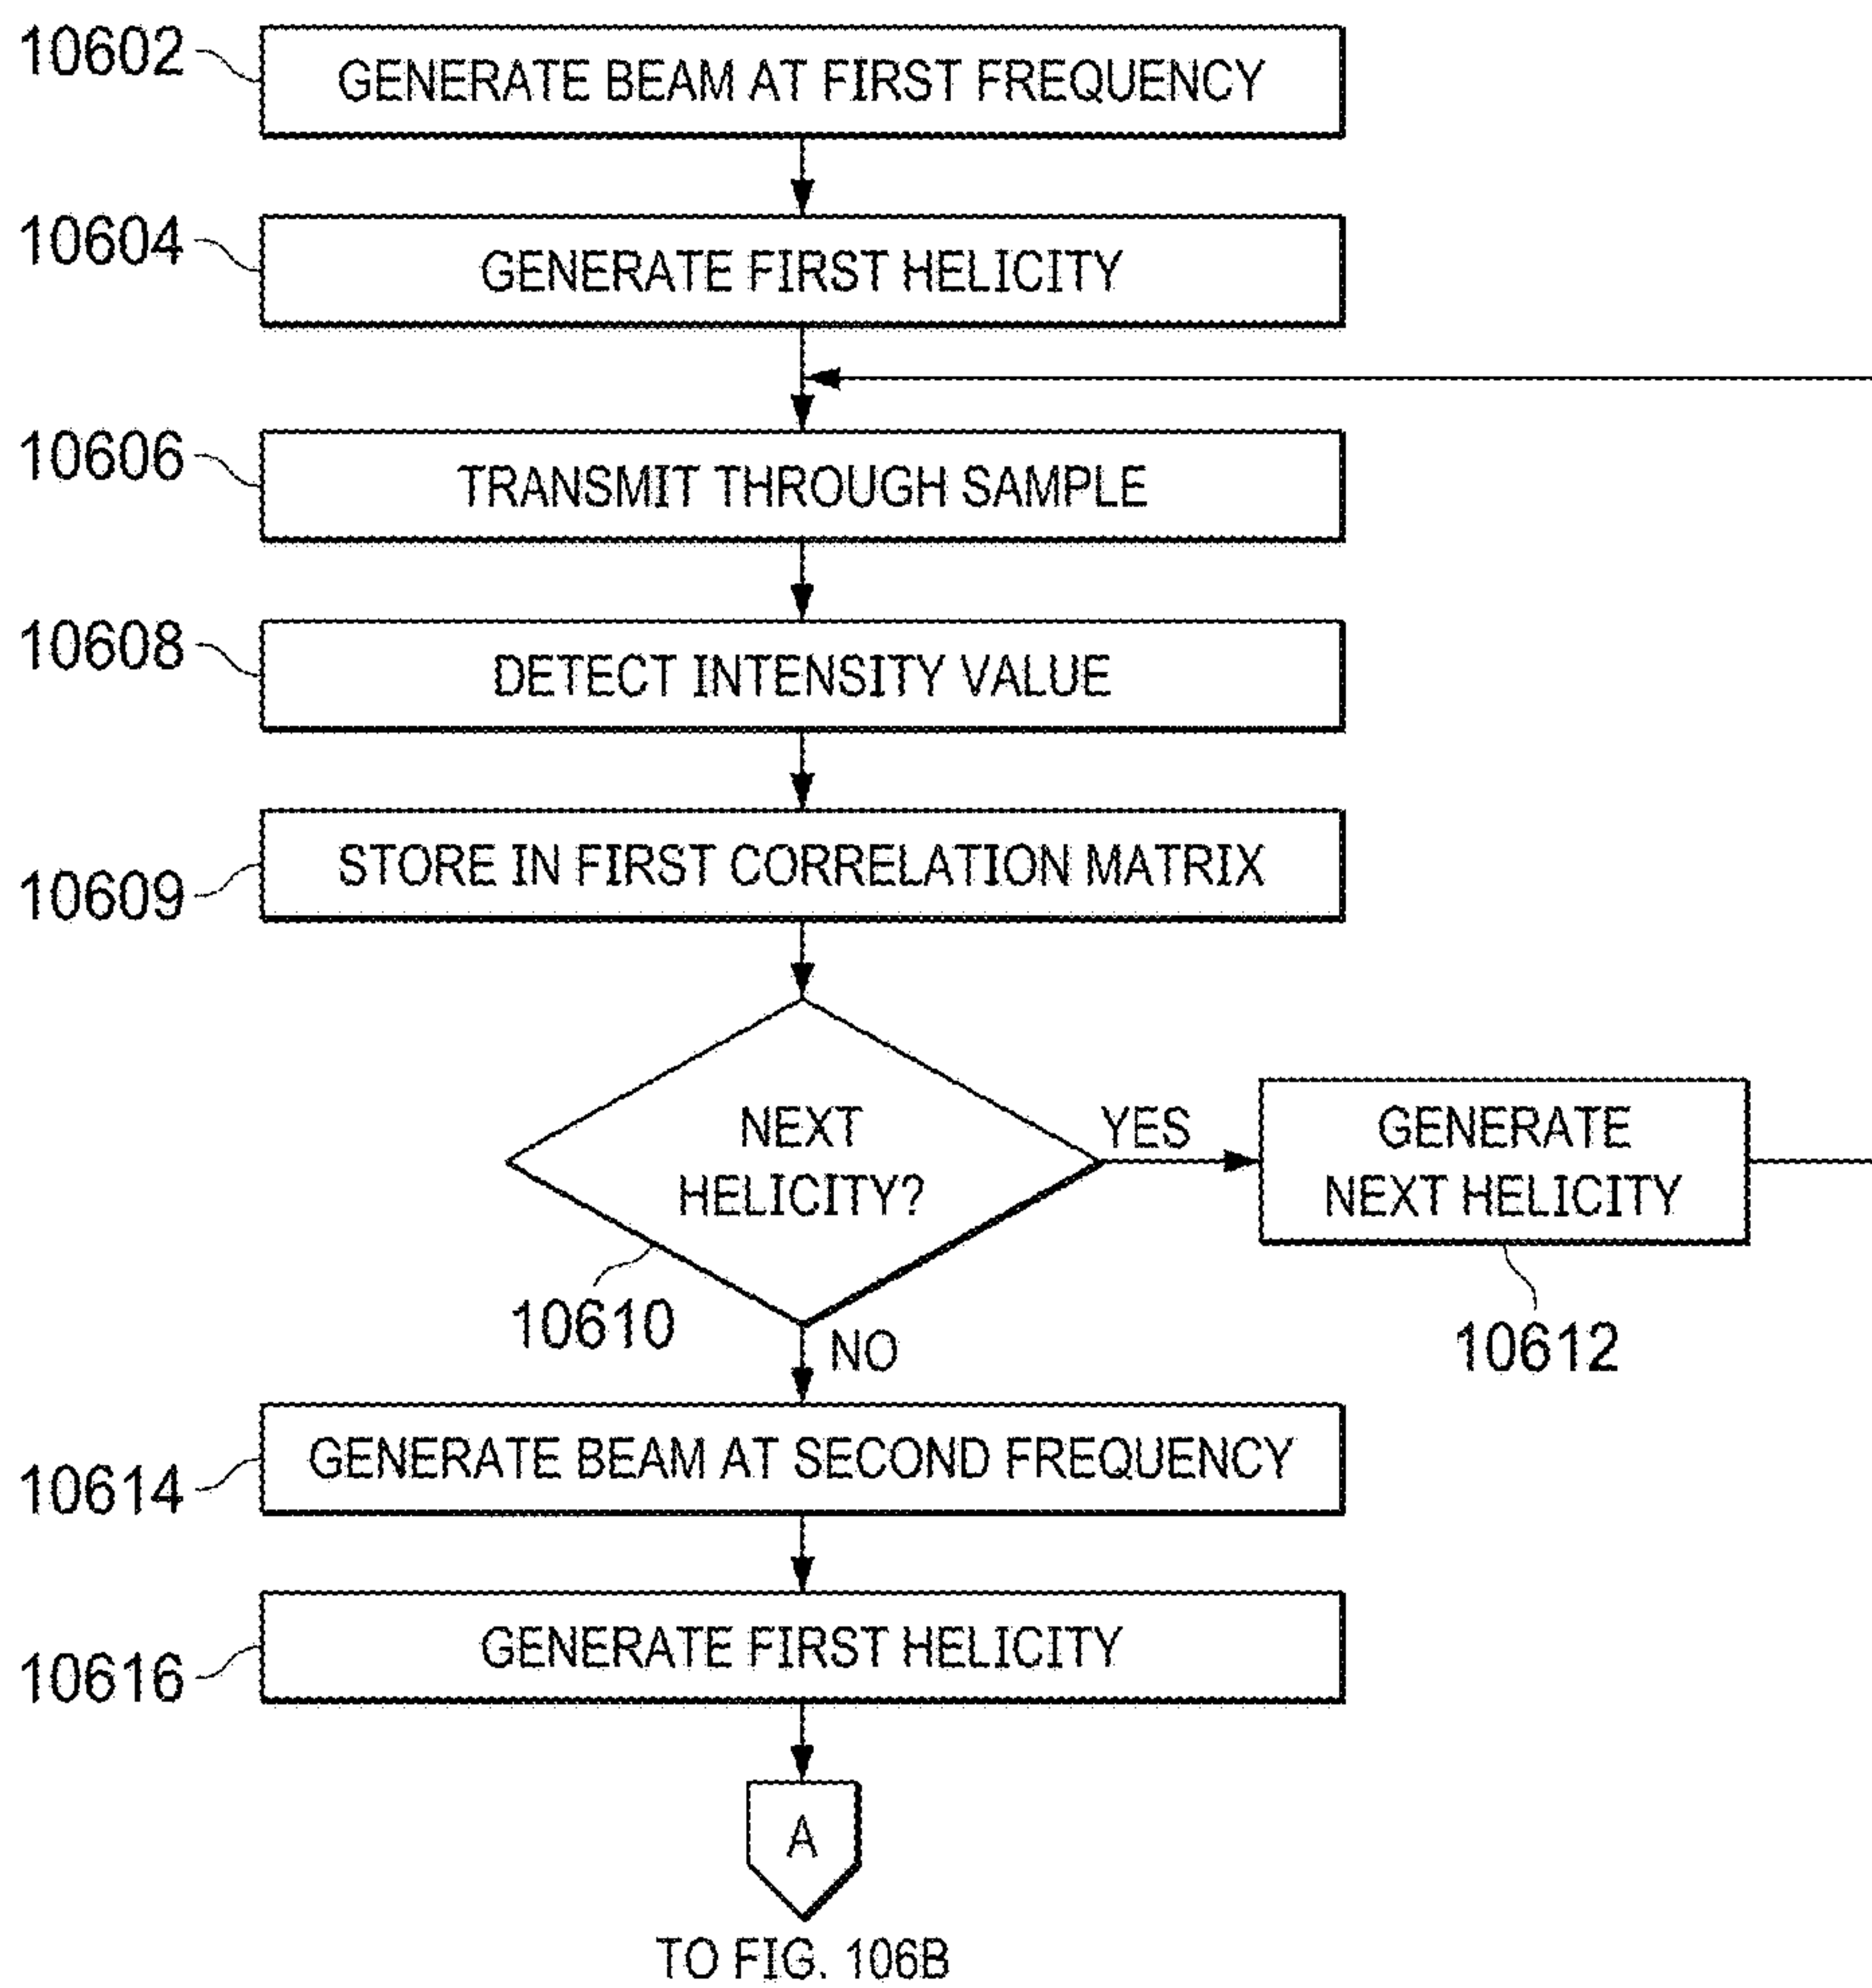 10602
GENERATE BEAM AT FIRST FREQUENCY
10604
GENERATE FIRST HELICITY
10606
TRANSMIT THROUGH SAMPLE
10608
DETECT INTENSITY VALUE
STORE IN FIRST CORRELATION MATRIX
10609
NEXT
HELICITY?
YES
GENERATE
NEXT HELICITY
10610
10612
NO
GENERATE BEAM AT SECOND FREQUENCY
10614
GENERATE FIRST HELICITY
10616
A
TO FIG. 106B